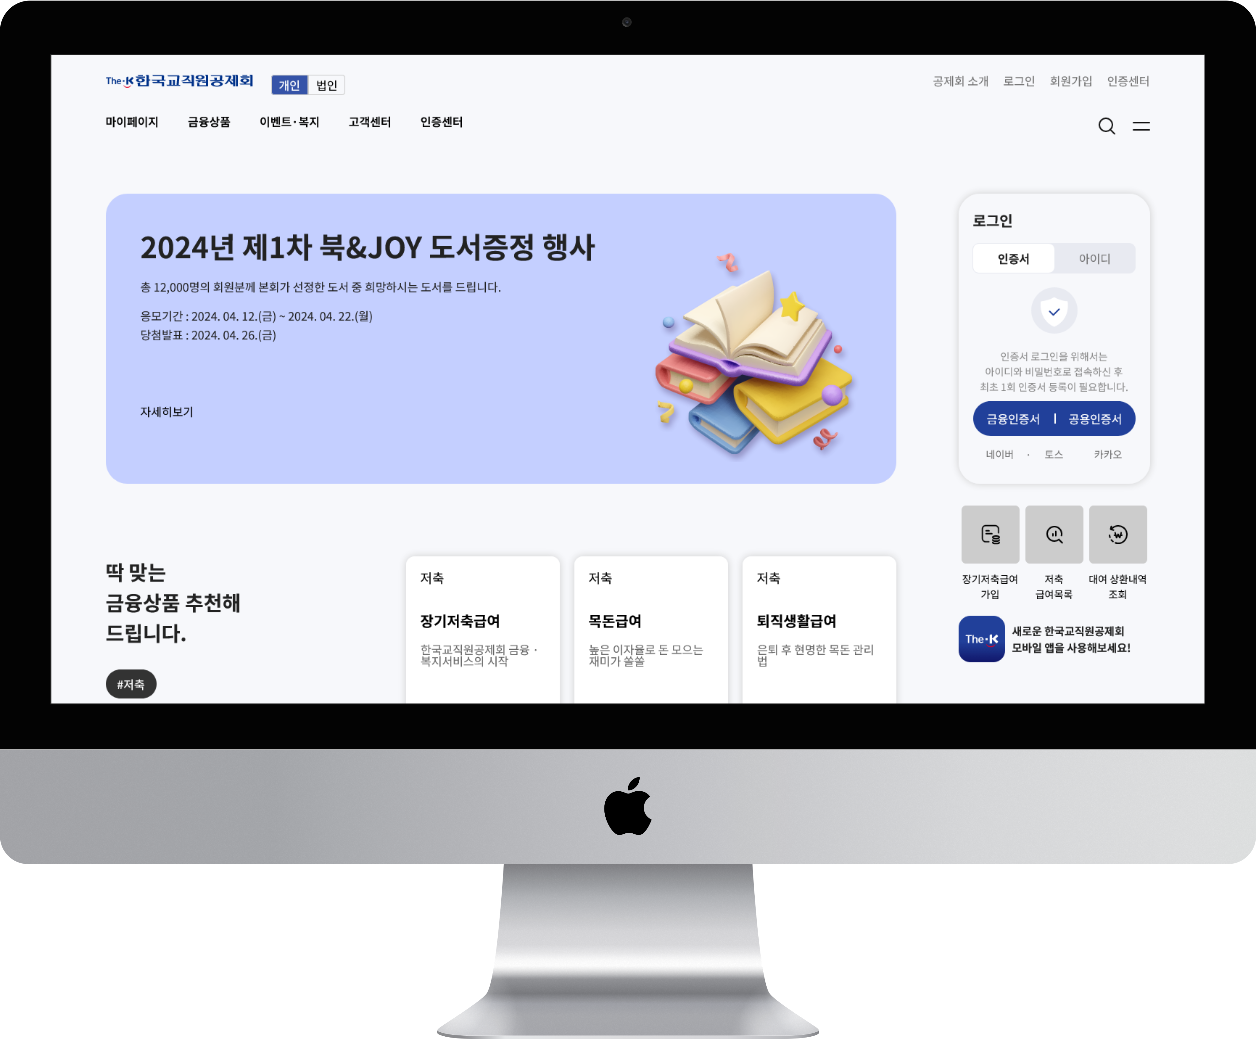 The-K한국교직원공제회
개인 법인
공제회 소개 로그인 회원가입 인증센터
마이페이지 금융상품 이벤트·복지 고객센터 인증센터
2024년 제1차 북&JOY 도서증정 행사
총 12,000명의 회원분께 본회가 선정한 도서 중 희망하시는 도서를 드립니다.
응모기간 : 2024. 04. 12.(금) ~ 2024. 04. 22.(월)
당첨발표 : 2024. 04. 26.(금)
자세히보기
로그인
인증서 아이디
인증서 로그인을 위해서는
아이디와 비밀번호로 접속하신 후
최초 1회 인증서 등록이 필요합니다.
금융인증서 | 공용인증서
네이버 · 토스 카카오
장기저축급여
가입
저축
급여목록
대여 상환내역
조회
The-K
새로운 한국교직원공제회
모바일 앱을 사용해보세요!
딱 맞는
금융상품 추천해
드립니다.
#저축
저축
장기저축급여
한국교직원공제회 금융 ·
복지서비스의 시작
저축
목돈급여
높은 이자율로 돈 모으는
재미가 쏠쏠
저축
퇴직생활급여
은퇴 후 현명한 목돈 관리
법